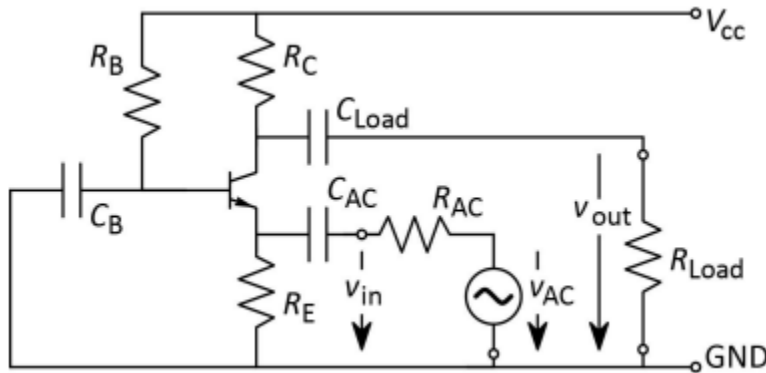 V_cc
R_B
R_C
C_Load
C_B
C_AC
R_AC
v_out
R_Load
R_E
v_in
v_AC
GND